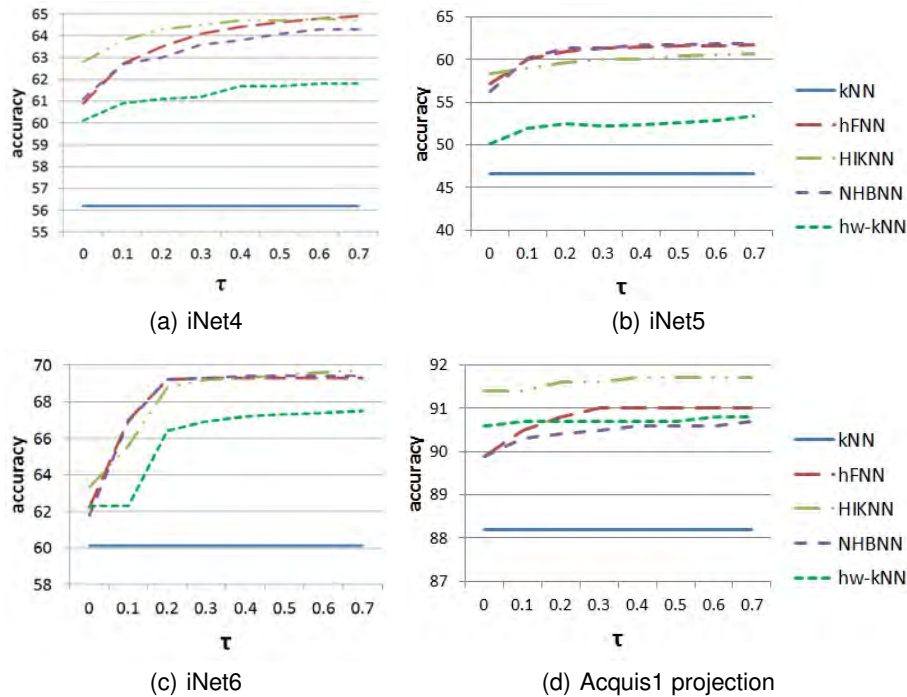 accuracy
65
64
63
62
61
60
59
58
57
56
55
0 0.1 0.2 0.3 0.4 0.5 0.6 0.7
τ
(a) iNet4
accuracy
65
60
55
50
45
40
0 0.1 0.2 0.3 0.4 0.5 0.6 0.7
τ
(b) iNet5
kNN
hFNN
HIKNN
NHBNN
hw-kNN
accuracy
70
68
66
64
62
60
58
0 0.1 0.2 0.3 0.4 0.5 0.6 0.7
τ
(c) iNet6
accuracy
92
91
90
89
88
87
0 0.1 0.2 0.3 0.4 0.5 0.6 0.7
τ
(d) Acquis1 projection
kNN
hFNN
HIKNN
NHBNN
hw-kNN